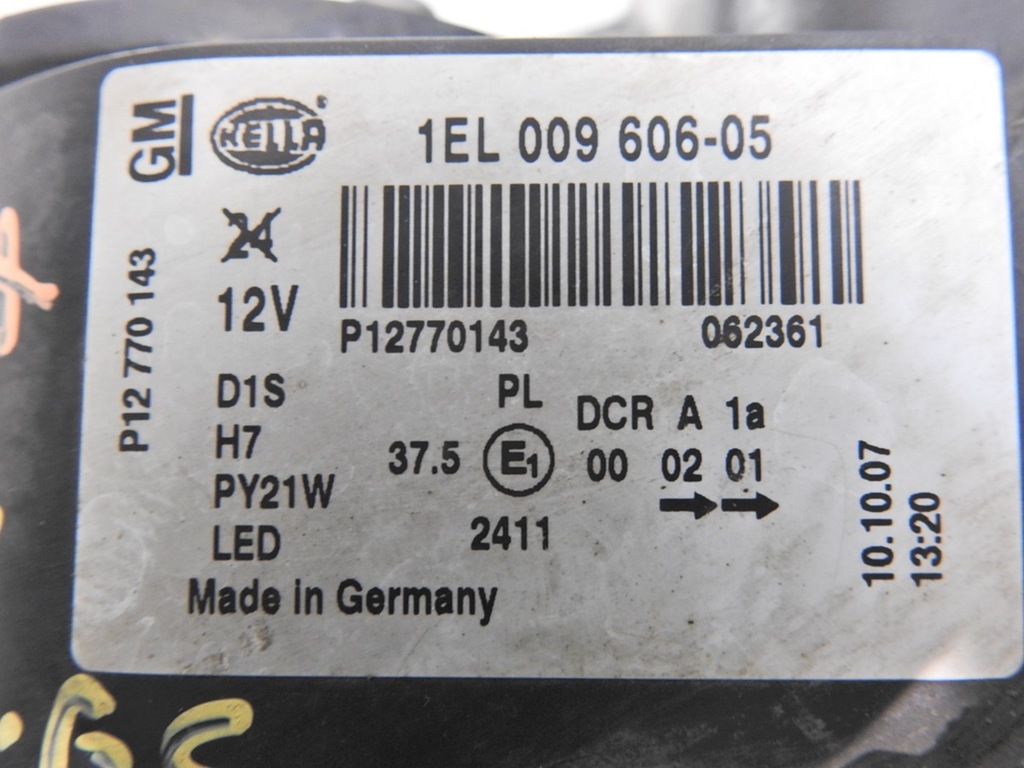 GM
HELLA
1EL 009 606-05
24
12V
P12 770 143
P12770143 062361
D1S
H7
PY21W
LED
37.5
PL
E1
2411
DCR A 1a
00 02 01
Made in Germany
10.10.07
13:20